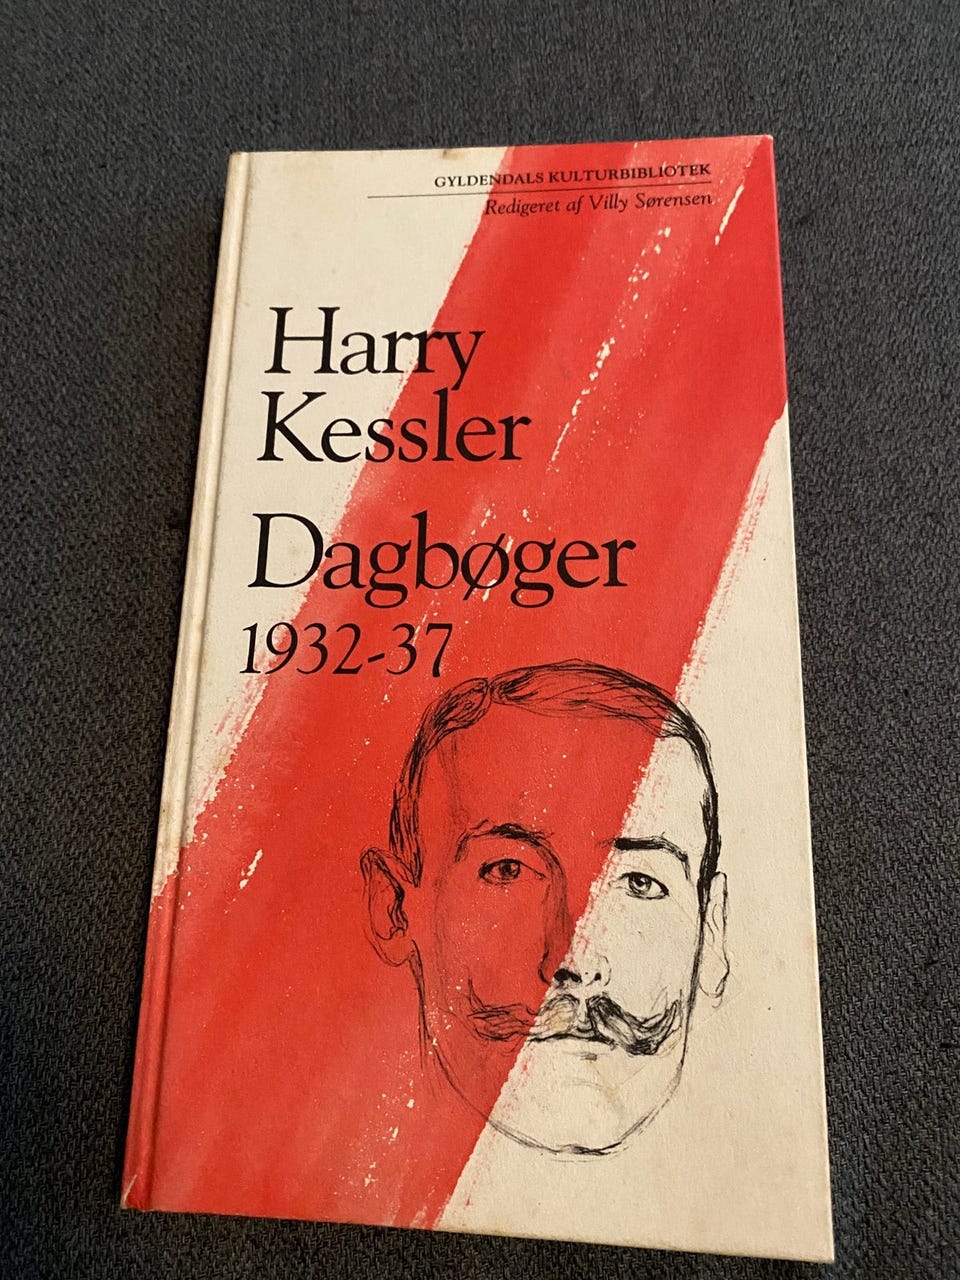 GYLDENDALS KULTURBIBLIOTEK
Redigeret af Villy Sørensen
Harry
Kessler
Dagbøger
1932-37